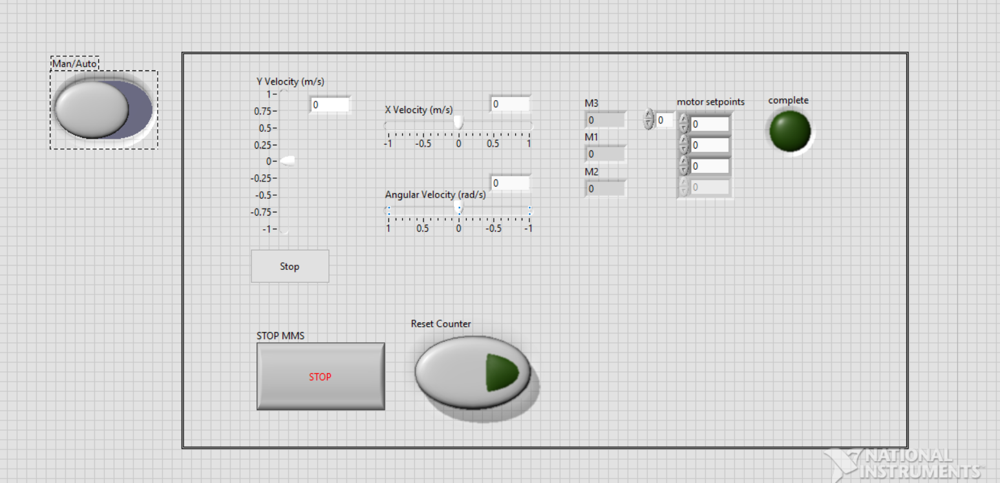 Man/Auto
Y Velocity (m/s)
1
0.75
0.5
0.25
0
-0.25
-0.5
-0.75
-1
0
X Velocity (m/s)
0
-1 -0.5 0 0.5 1
Angular Velocity (rad/s)
0
1 0.5 0 -0.5 -1
M3
0
M1
0
M2
0
0
motor setpoints
0
0
0
0
complete
Stop
STOP MMS
STOP
Reset Counter
NATIONAL
INSTRUMENTS